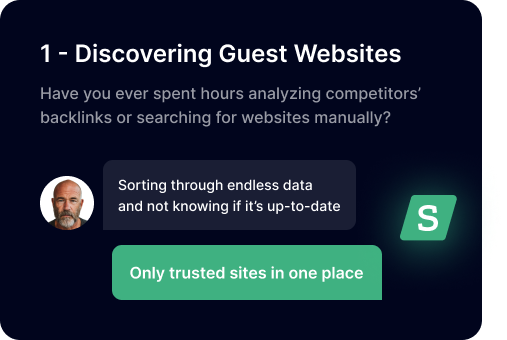 1 - Discovering Guest Websites
Have you ever spent hours analyzing competitors’
backlinks or searching for websites manually?
Sorting through endless data
and not knowing if it’s up-to-date
S
Only trusted sites in one place